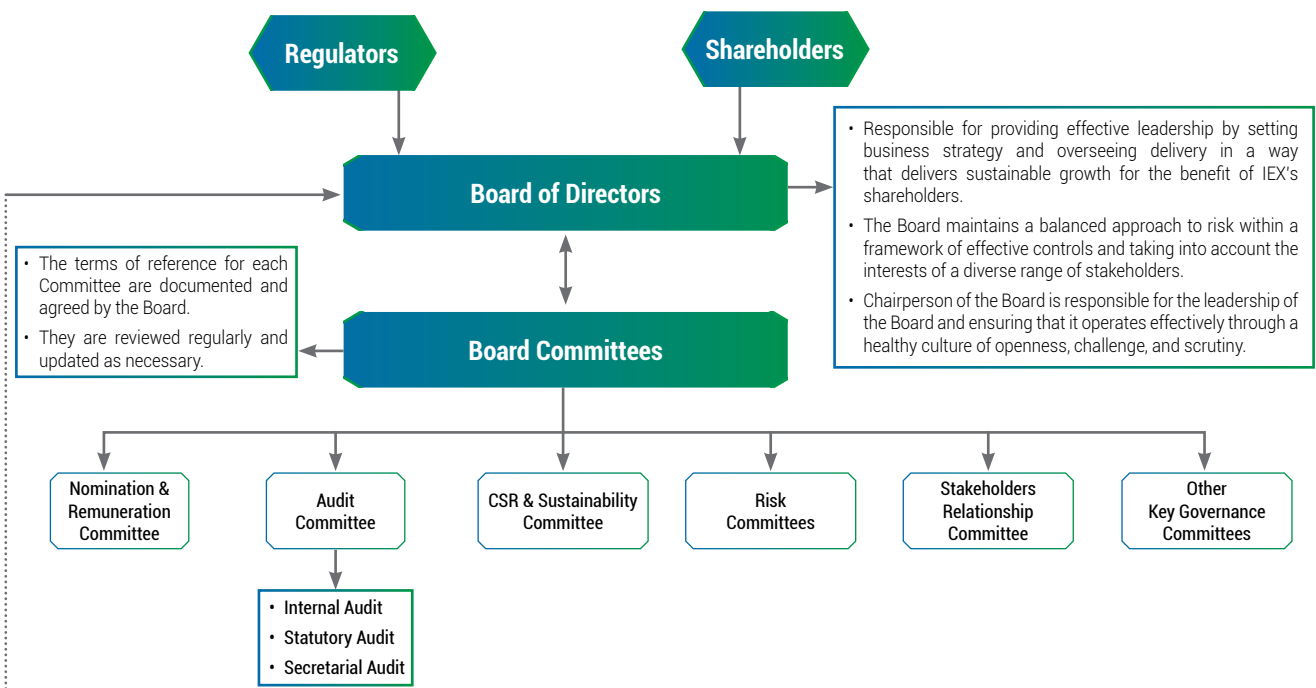 Regulators
Shareholders
Board of Directors
• Responsible for providing effective leadership by setting
business strategy and overseeing delivery in a way
that delivers sustainable growth for the benefit of IEX's
shareholders.
• The Board maintains a balanced approach to risk within a
framework of effective controls and taking into account the
interests of a diverse range of stakeholders.
• Chairperson of the Board is responsible for the leadership of
the Board and ensuring that it operates effectively through a
healthy culture of openness, challenge, and scrutiny.
• The terms of reference for each
Committee are documented and
agreed by the Board.
• They are reviewed regularly and
updated as necessary.
Board Committees
Nomination &
Remuneration
Committee
Audit
Committee
CSR & Sustainability
Committee
Risk
Committees
Stakeholders
Relationship
Committee
Other
Key Governance
Committees
• Internal Audit
• Statutory Audit
• Secretarial Audit